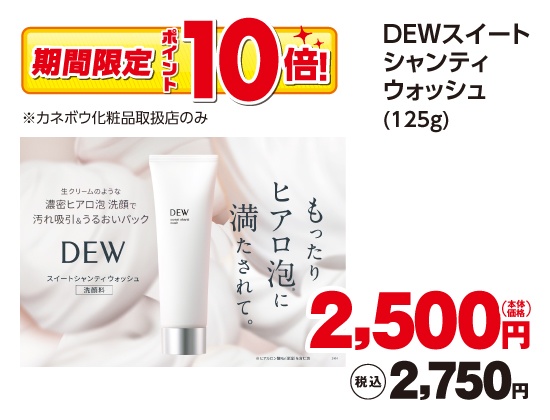 期間限定ポイント10倍!
※カネボウ化粧品取扱店のみ
DEWスイート
シャンティ
ウォッシュ
(125g)
生クリームのような
濃密ヒアロ泡 洗顔で
汚れ吸引&うるおいパック
DEW
スイートシャンティウォッシュ
洗顔料
DEW
もったり
ヒアロ泡に
満たされて。
2,500円(本体価格)
税込2,750円